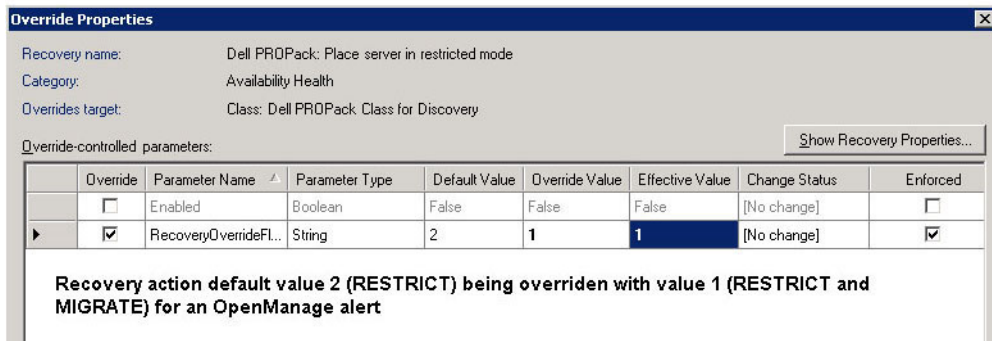 Override Properties
Recovery name: Dell PROPack: Place server in restricted mode
Category: Availability Health
Overrides target: Class: Dell PROPack Class for Discovery
Override-controlled parameters: Show Recovery Properties...
Override Parameter Name Parameter Type Default Value Override Value Effective Value Change Status Enforced
Enabled Boolean False False False [No change]
RecoveryOverrideFl... String 2 1 1 [No change]
Recovery action default value 2 (RESTRICT) being overriden with value 1 (RESTRICT and
MIGRATE) for an OpenManage alert